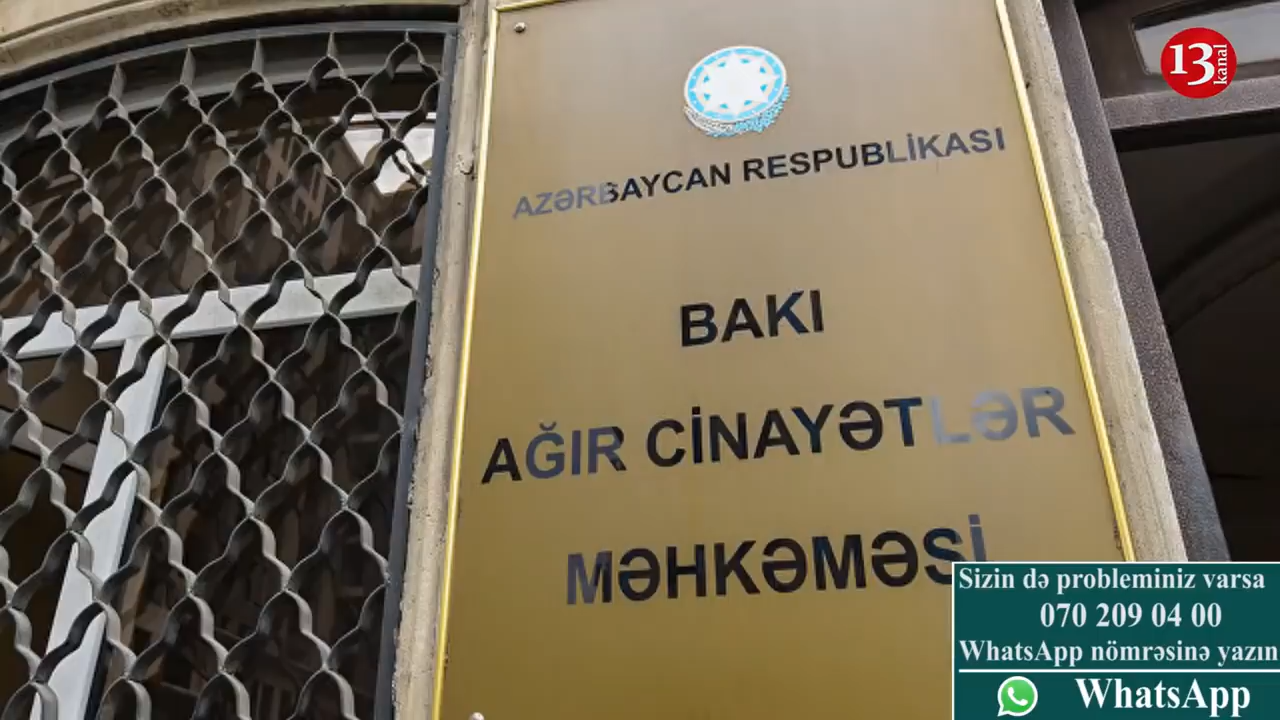 13
kanal
AZƏRBAYCAN RESPUBLİKASI
BAKI
AĞIR CİNAYƏTLƏR
MƏHKƏMƏSİ
Sizin də probleminiz varsa
070 209 04 00
WhatsApp nömrəsinə yazın
WhatsApp